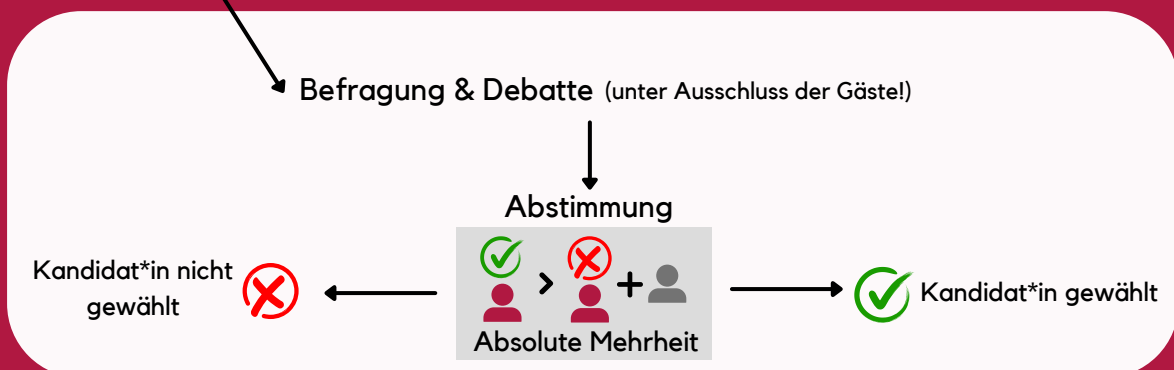 Befragung & Debatte (unter Ausschluss der Gäste!)
Abstimmung
Kandidat*in nicht
gewählt
> +
Absolute Mehrheit
Kandidat*in gewählt